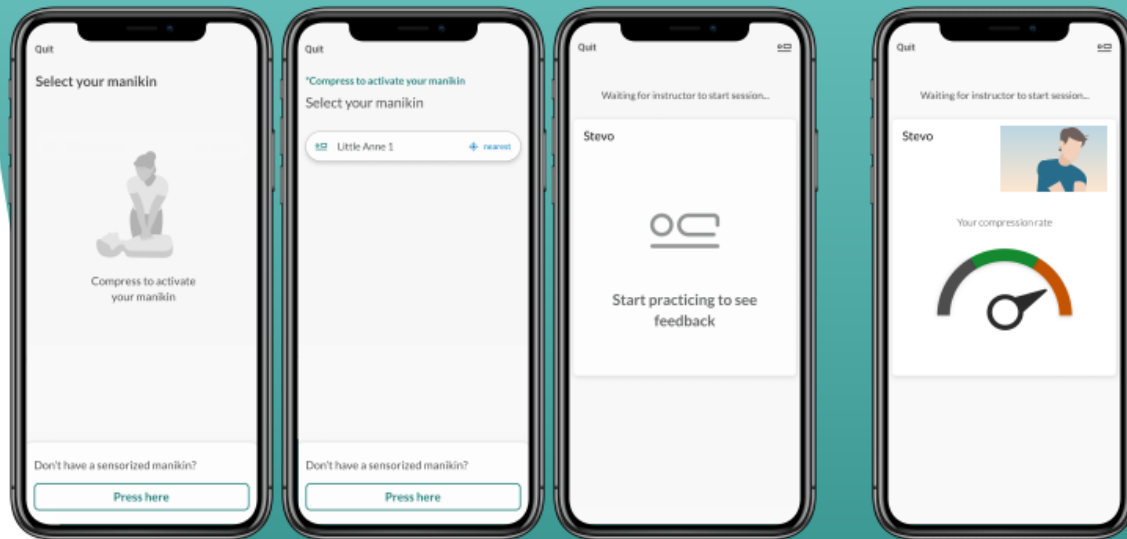 Quit
Select your manikin
Compress to activate
your manikin
Don't have a sensorized manikin?
Press here
Quit
*Compress to activate your manikin
Select your manikin
Little Anne 1
nearest
Don't have a sensorized manikin?
Press here
Quit
Waiting for instructor to start session...
Stevo
Start practicing to see
feedback
Quit
Waiting for instructor to start session...
Stevo
Your compression rate